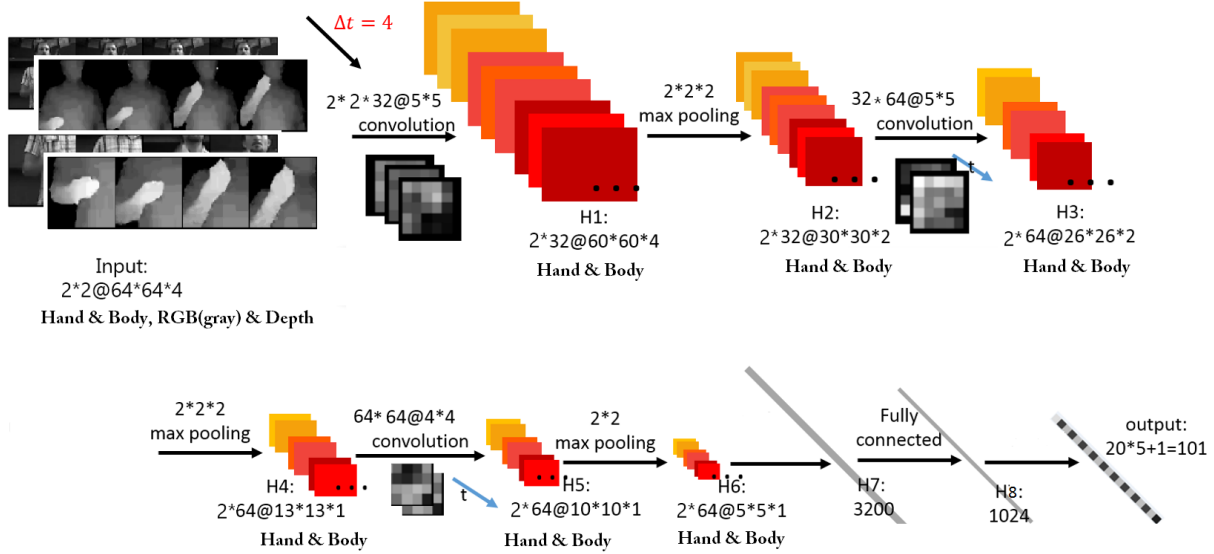 Δt = 4
2* 2*32@5*5
convolution
2*2*2
max pooling
32* 64@5*5
convolution
t
H1:
2*32@60*60*4
Hand & Body
H2:
2*32@30*30*2
Hand & Body
H3:
2*64@26*26*2
Hand & Body
Input:
2*2@64*64*4
Hand & Body, RGB(gray) & Depth
2*2*2
max pooling
H4:
2*64@13*13*1
Hand & Body
64* 64@4*4
convolution
t
H5:
2*64@10*10*1
Hand & Body
2*2
max pooling
H6:
2*64@5*5*1
Hand & Body
H7:
3200
Fully
connected
H8:
1024
output:
20*5+1=101